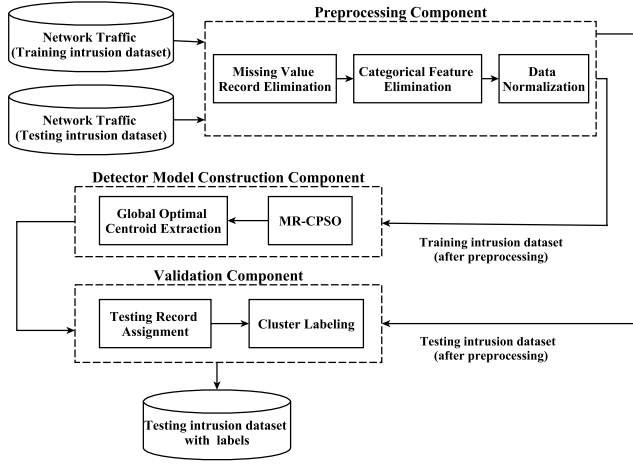 Preprocessing Component
Network Traffic
(Training intrusion dataset)
Missing Value
Record Elimination
Categorical Feature
Elimination
Data
Normalization
Network Traffic
(Testing intrusion dataset)
Detector Model Construction Component
Global Optimal
Centroid Extraction
MR-CPSO
Training intrusion dataset
(after preprocessing)
Validation Component
Testing Record
Assignment
Cluster Labeling
Testing intrusion dataset
(after preprocessing)
Testing intrusion dataset
with labels